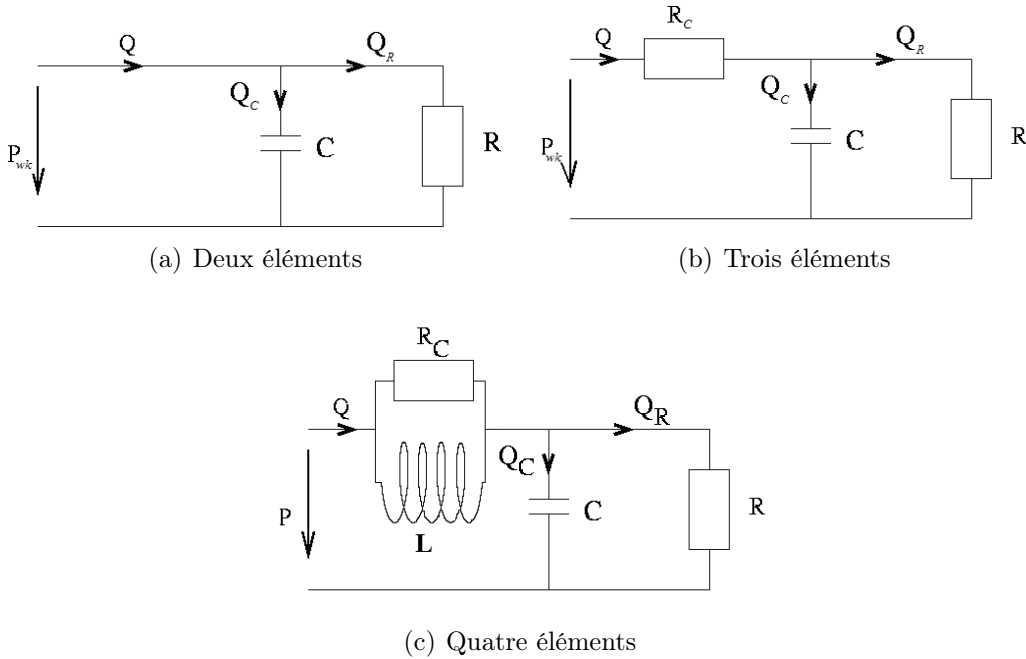 Q
Q_R
Q_C
P_wk
C
R
(a) Deux éléments
R_C
Q
Q_R
Q_C
P_wk
C
R
(b) Trois éléments
R_C
Q
Q_R
Q_C
P
C
R
L
(c) Quatre éléments